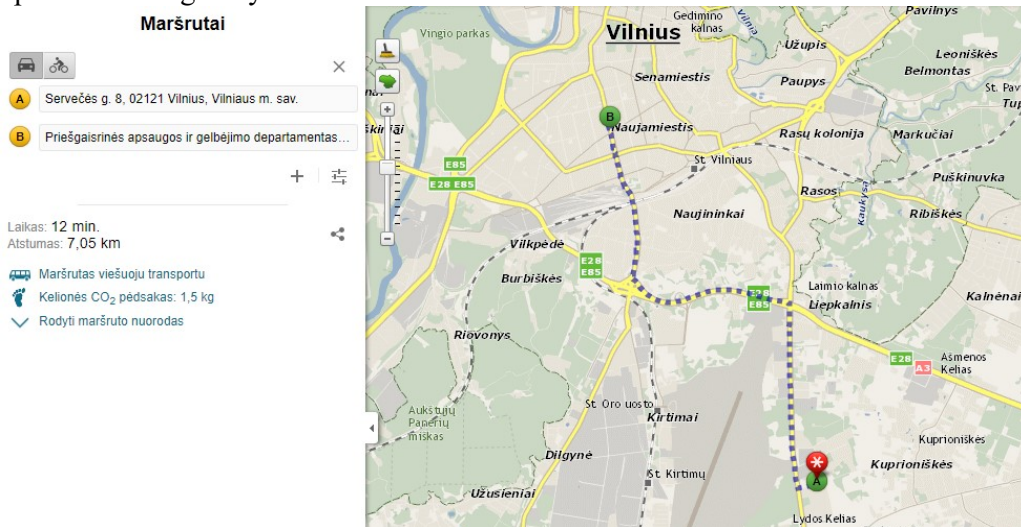 Maršrutai
A
Servečės g. 8, 02121 Vilnius, Vilniaus m. sav.
B
Priešgaisrinės apsaugos ir gelbėjimo departamentas...
Laikas: 12 min.
Atstumas: 7,05 km
Maršrutas viešuoju transportu
Kelionės CO₂ pėdsakas: 1,5 kg
Rodyti maršruto nuorodas
Vingio parkas
Vilnius
Gedimino
kalnas
Vilnia
Pavilnys
Užupis
Leoniškės
Belmontas
Senamiestis
Paupys
St. Pav
B
Naujamiestis
Rasų kolonija
Markučiai
E85
E28 E85
St. Vilniaus
Rasos
Kaukysa
Puškinuvka
Naujininkai
Ribiškės
Vilkpėdė
E28
E85
Burbiškės
E28
E85
Laimio kalnas
Liepkalnis
Kalnėnai
Riovonys
E28
A3
Ašmenos
Kelias
Aukštųjų
Panerių
miškas
St. Oro uosto
Kirtimai
Kuprioniškės
Dilgynė
Kuprioniškės
A
St. Kirtimų
Užusieniai
Lydos Kelias